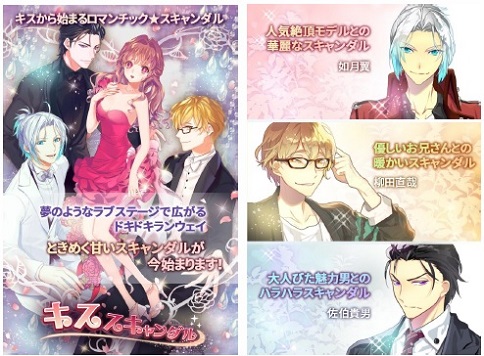 キスから始まるロマンチック★スキャンダル
夢のようなラブステージで広がる
ドキドキランウェイ
ときめく甘いスキャンダルが
今始まります!
キス スキャンダル
人気絶頂モデルとの
華麗なスキャンダル
如月翼
優しいお兄さんとの
暖かいスキャンダル
柳田直哉
大人びた魅力男との
ハラハラスキャンダル
佐伯貴男